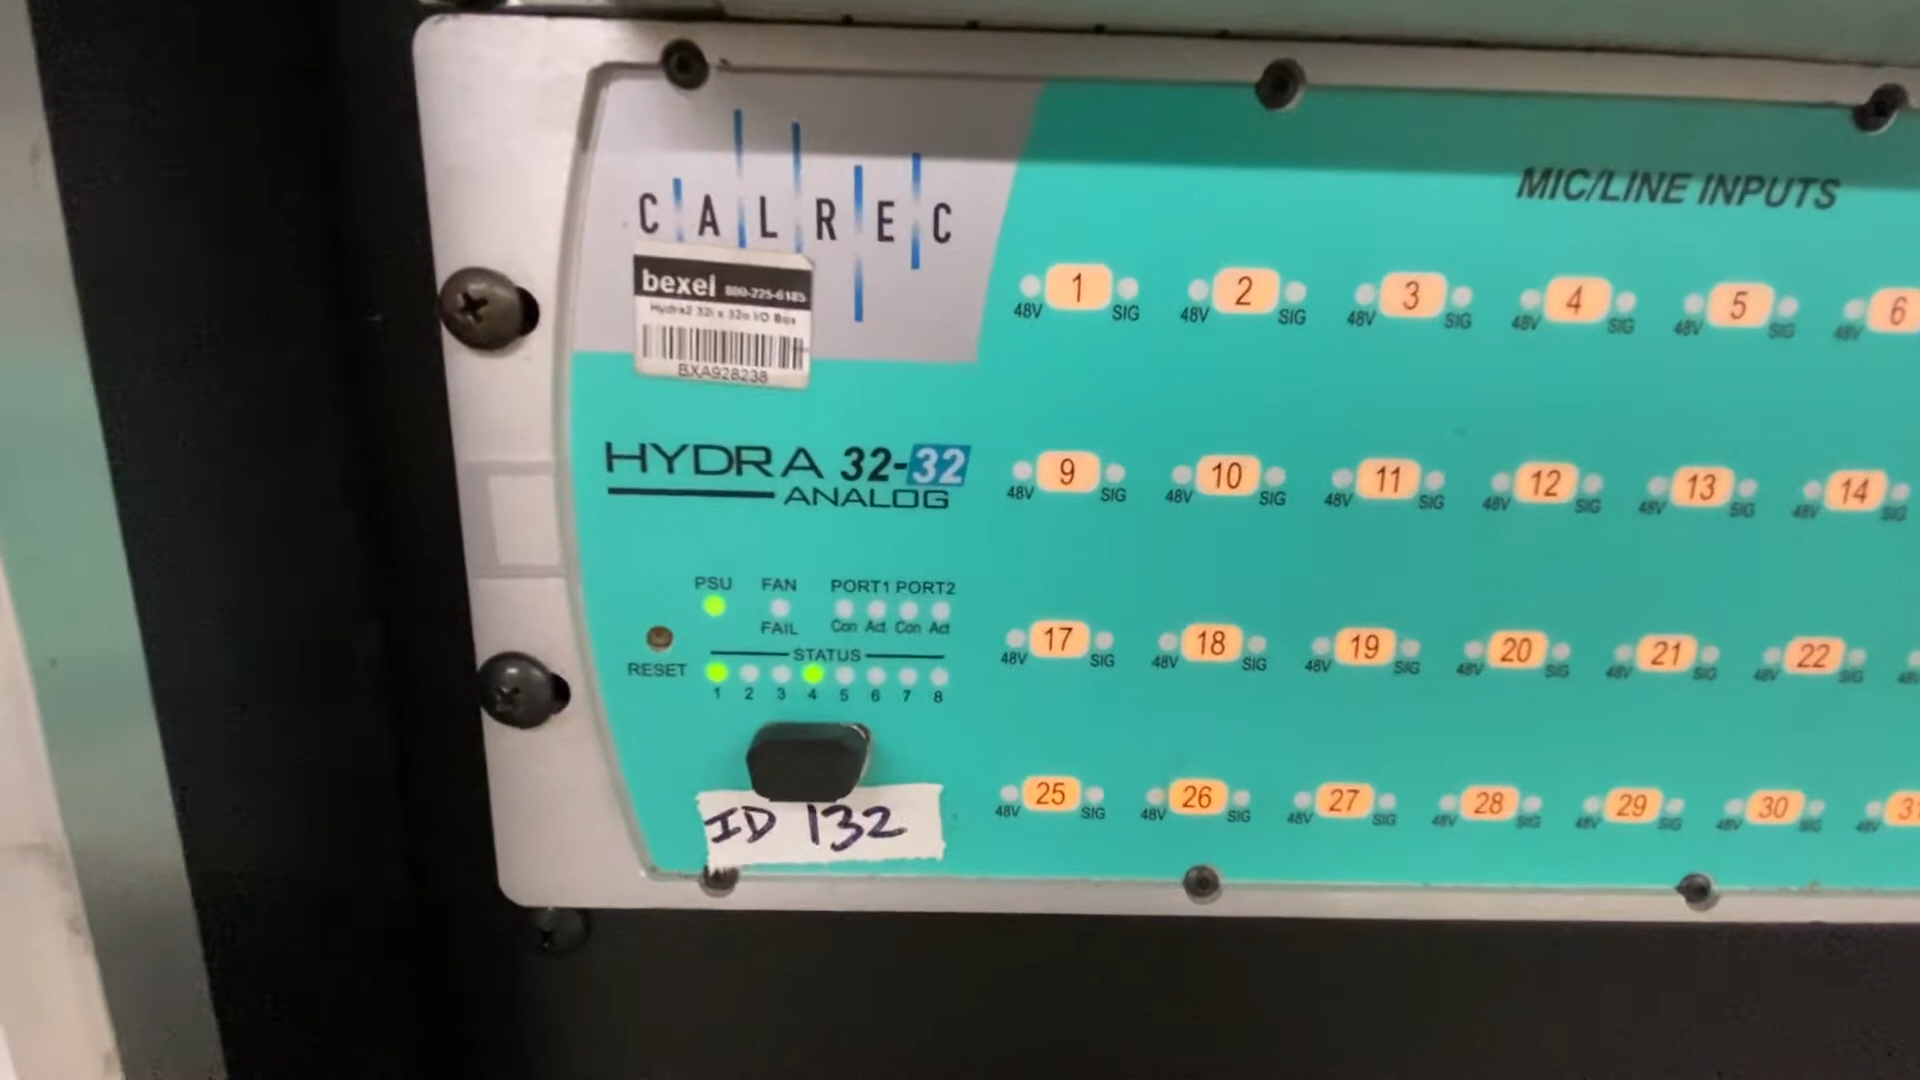 CALREC
bexel 800-225-6185
Hydra2 32i x 32o I/O Box
BXA928238
HYDRA 32-32
ANALOG
PSU FAN PORT1 PORT2
FAIL Con Act Con Act
RESET STATUS
1 2 3 4 5 6 7 8
ID 132
MIC/LINE INPUTS
1 2 3 4 5 6
48V SIG 48V SIG 48V SIG 48V SIG 48V SIG 48V
9 10 11 12 13 14
48V SIG 48V SIG 48V SIG 48V SIG 48V SIG 48V SIG
17 18 19 20 21 22
48V SIG 48V SIG 48V SIG 48V SIG 48V SIG 48V SIG
25 26 27 28 29 30 31
48V SIG 48V SIG 48V SIG 48V SIG 48V SIG 48V SIG 48V